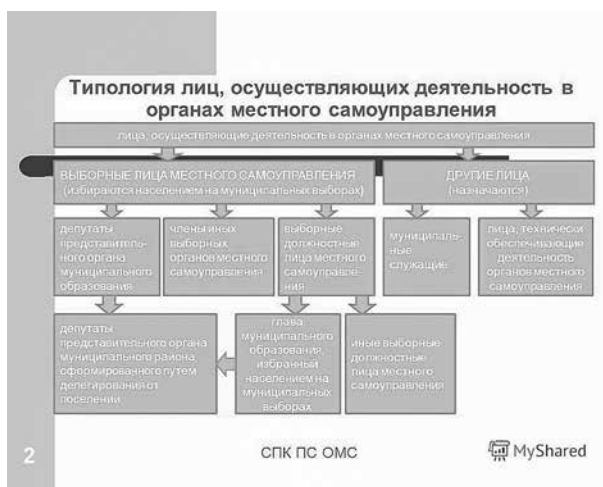 Типология лиц, осуществляющих деятельность в
органах местного самоуправления
лица, осуществляющие деятельность в органах местного самоуправления
ВЫБОРНЫЕ ЛИЦА МЕСТНОГО САМОУПРАВЛЕНИЯ
(избираются населением на муниципальных выборах)
ДРУГИЕ ЛИЦА
(назначаются)
депутаты
представитель-
ного органа
муниципального
образования
члены иных
выборных
органов местного
самоуправления
выборные
должностные
лица местного
самоуправле-
ния
муниципаль-
ные
служащие
лица, технически
обеспечивающие
деятельность
органов местного
самоуправления
депутаты
представительного органа
муниципального района,
сформированного путем
делегирования от
поселений
глава
муниципального
образования,
избранный
населением на
муниципальных
выборах
иные выборные
должностные
лица местного
самоуправления
2
СПК ПС ОМС
MyShared